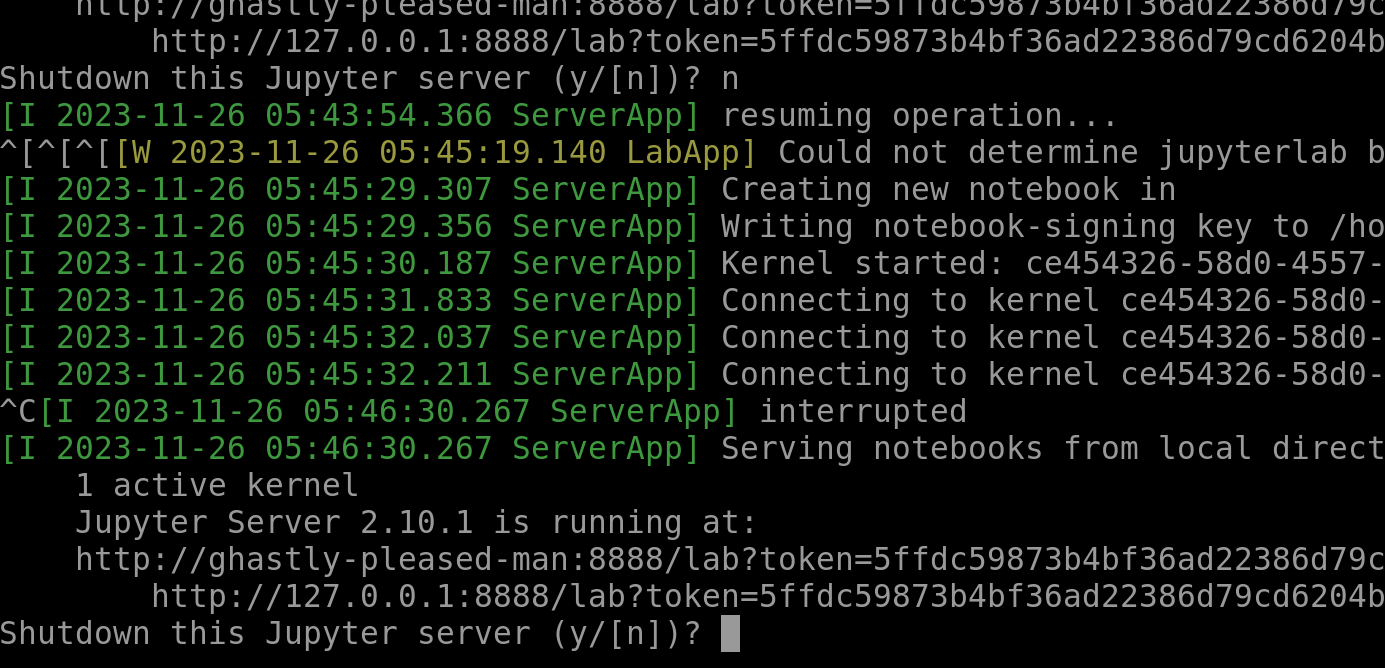 http://ghastly-pleased-man:8888/lab?token=5ffdc59873b4bf36ad22386d79c
http://127.0.0.1:8888/lab?token=5ffdc59873b4bf36ad22386d79cd6204b
Shutdown this Jupyter server (y/[n])? n
[I 2023-11-26 05:43:54.366 ServerApp] resuming operation...
^[^[^[[W 2023-11-26 05:45:19.140 LabApp] Could not determine jupyterlab b
[I 2023-11-26 05:45:29.307 ServerApp] Creating new notebook in
[I 2023-11-26 05:45:29.356 ServerApp] Writing notebook-signing key to /ho
[I 2023-11-26 05:45:30.187 ServerApp] Kernel started: ce454326-58d0-4557-
[I 2023-11-26 05:45:31.833 ServerApp] Connecting to kernel ce454326-58d0-
[I 2023-11-26 05:45:32.037 ServerApp] Connecting to kernel ce454326-58d0-
[I 2023-11-26 05:45:32.211 ServerApp] Connecting to kernel ce454326-58d0-
^C[I 2023-11-26 05:46:30.267 ServerApp] interrupted
[I 2023-11-26 05:46:30.267 ServerApp] Serving notebooks from local direct
1 active kernel
Jupyter Server 2.10.1 is running at:
http://ghastly-pleased-man:8888/lab?token=5ffdc59873b4bf36ad22386d79c
http://127.0.0.1:8888/lab?token=5ffdc59873b4bf36ad22386d79cd6204b
Shutdown this Jupyter server (y/[n])?